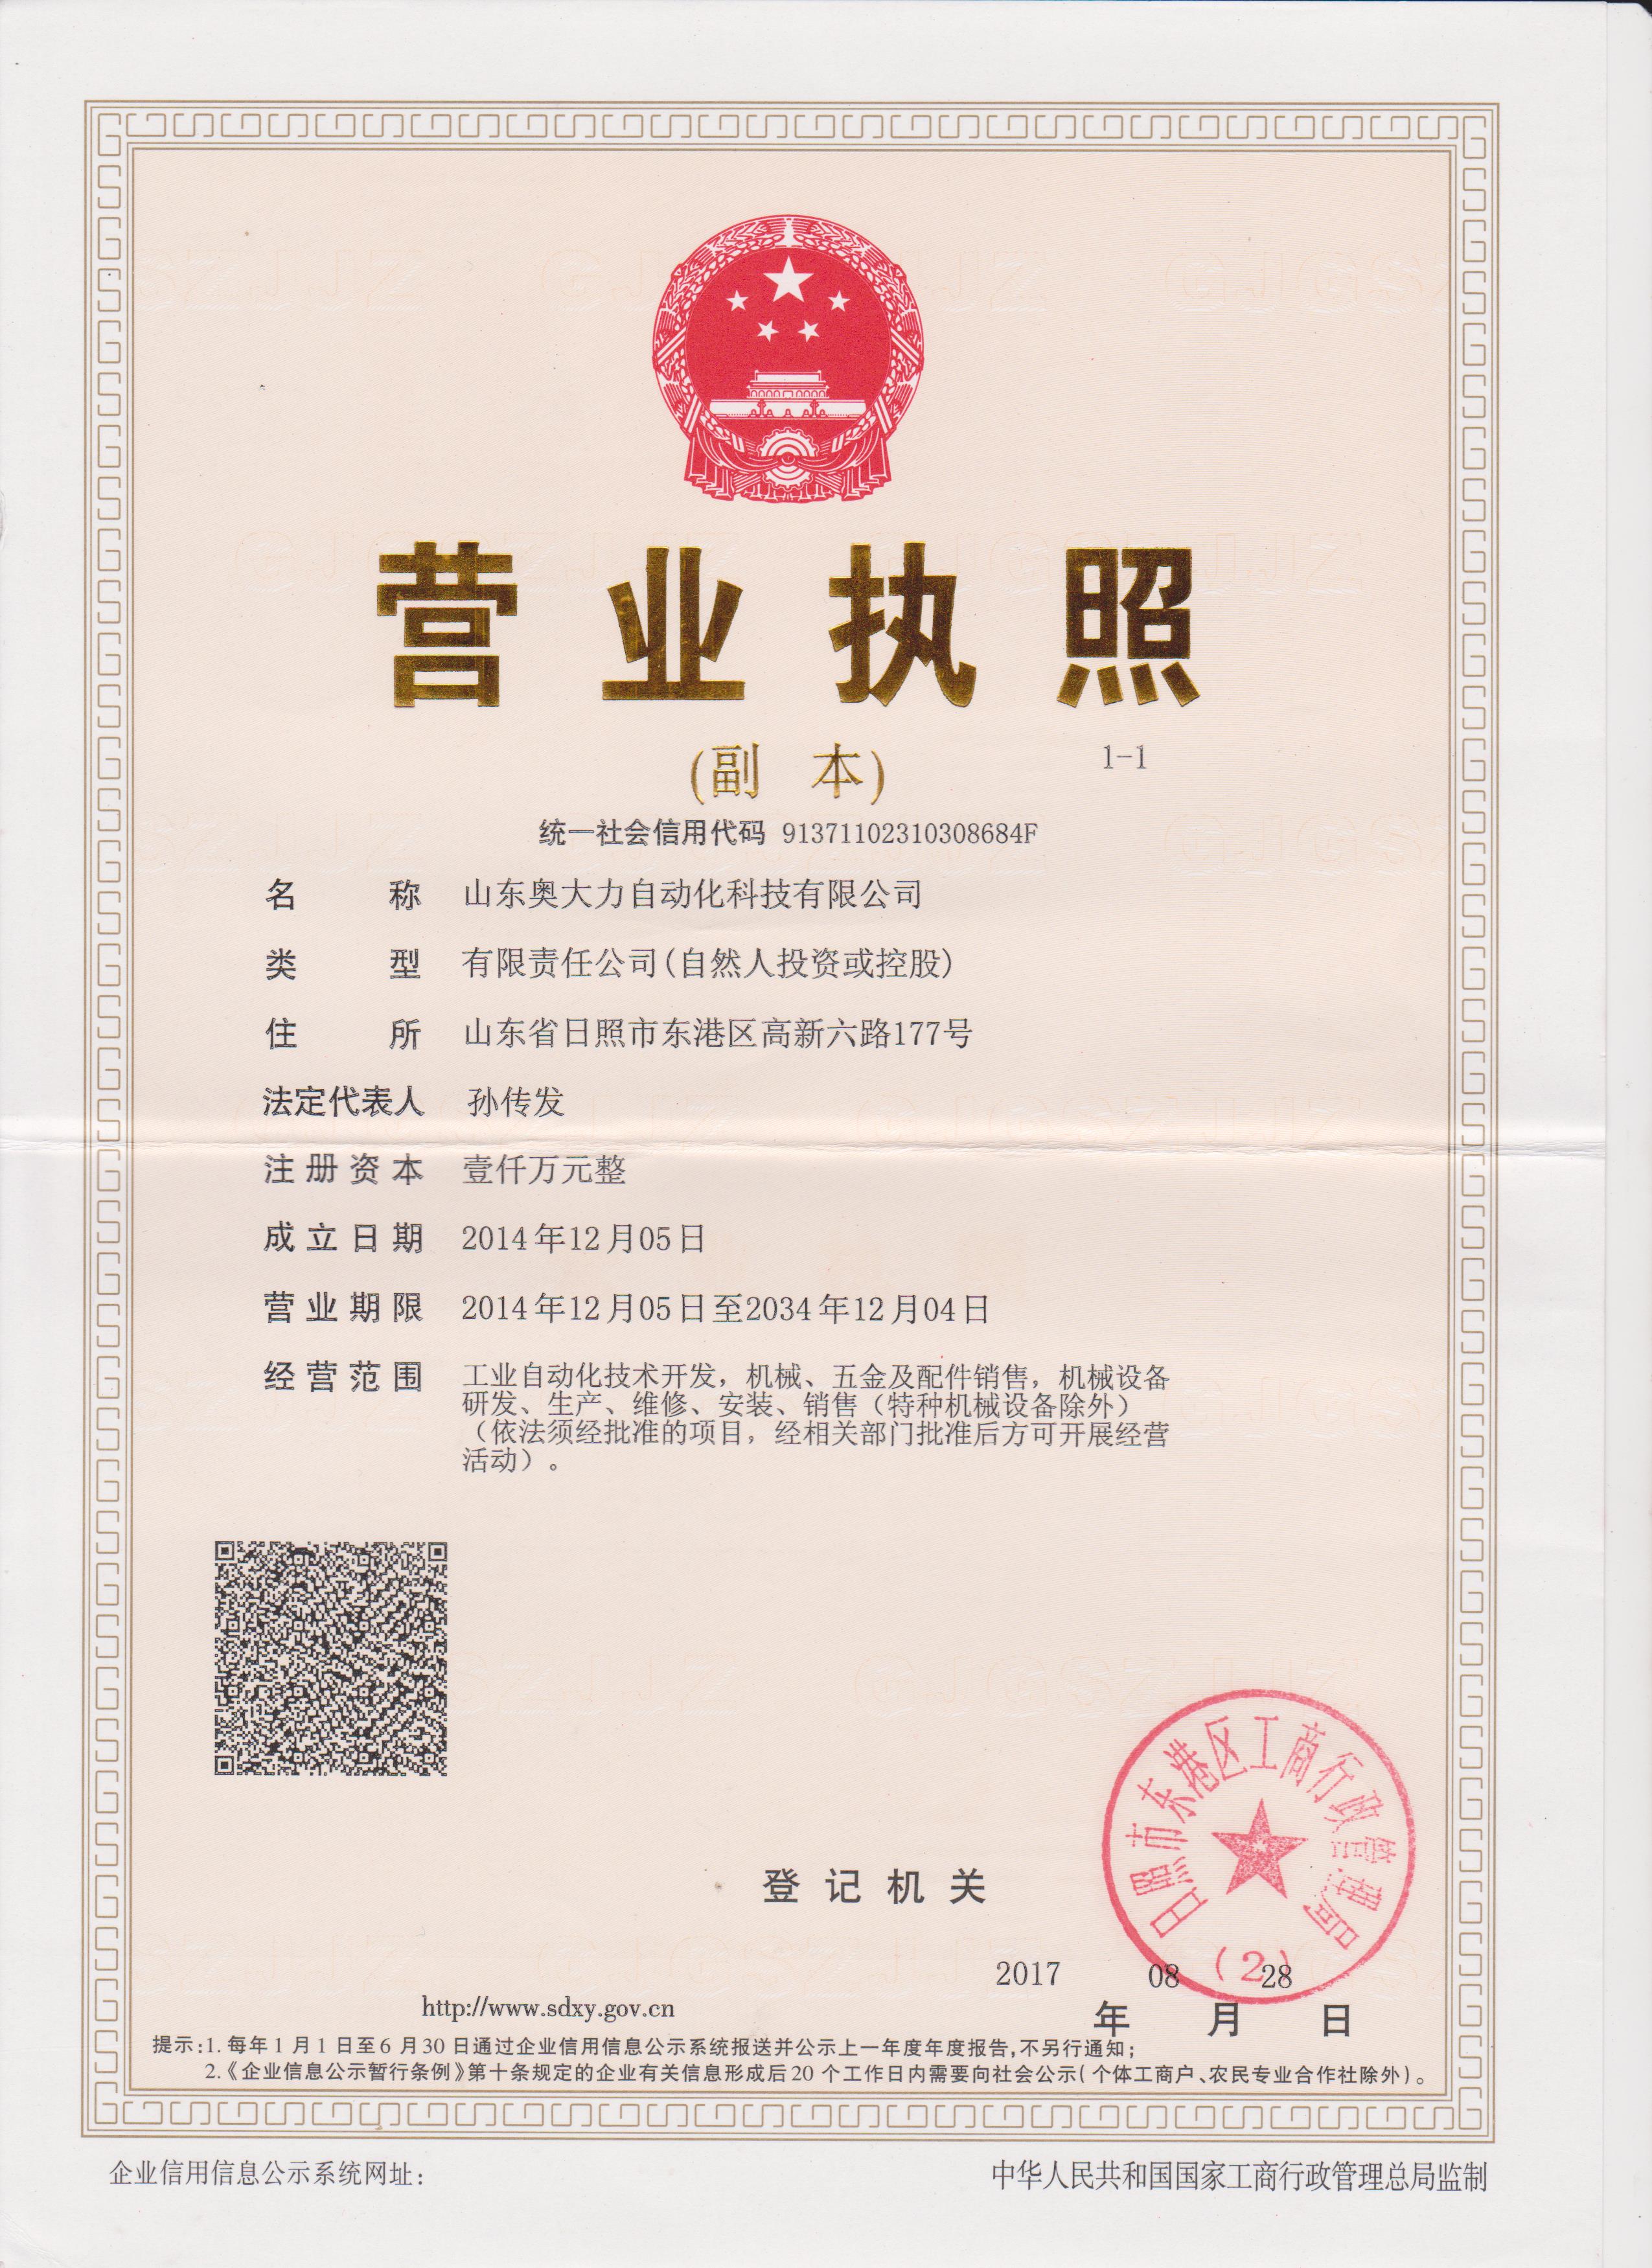 营业执照
(副 本)
1-1
统一社会信用代码 91371102310308684F
名 称 山东奥大力自动化科技有限公司
类 型 有限责任公司(自然人投资或控股)
住 所 山东省日照市东港区高新六路177号
法定代表人 孙传发
注册资本 壹仟万元整
成立日期 2014年12月05日
营业期限 2014年12月05日至2034年12月04日
经营范围 工业自动化技术开发，机械、五金及配件销售，机械设备
研发、生产、维修、安装、销售（特种机械设备除外）
（依法须经批准的项目，经相关部门批准后方可开展经营
活动）。
日照市东港区工商行政管理局
(2)
登记机关
2017 08 28
年 月 日
http://www.sdxy.gov.cn
提示:1.每年1月1日至6月30日通过企业信用信息公示系统报送并公示上一年度年度报告,不另行通知;
2.《企业信息公示暂行条例》第十条规定的企业有关信息形成后20个工作日内需要向社会公示(个体工商户、农民专业合作社除外)。
企业信用信息公示系统网址:
中华人民共和国国家工商行政管理总局监制